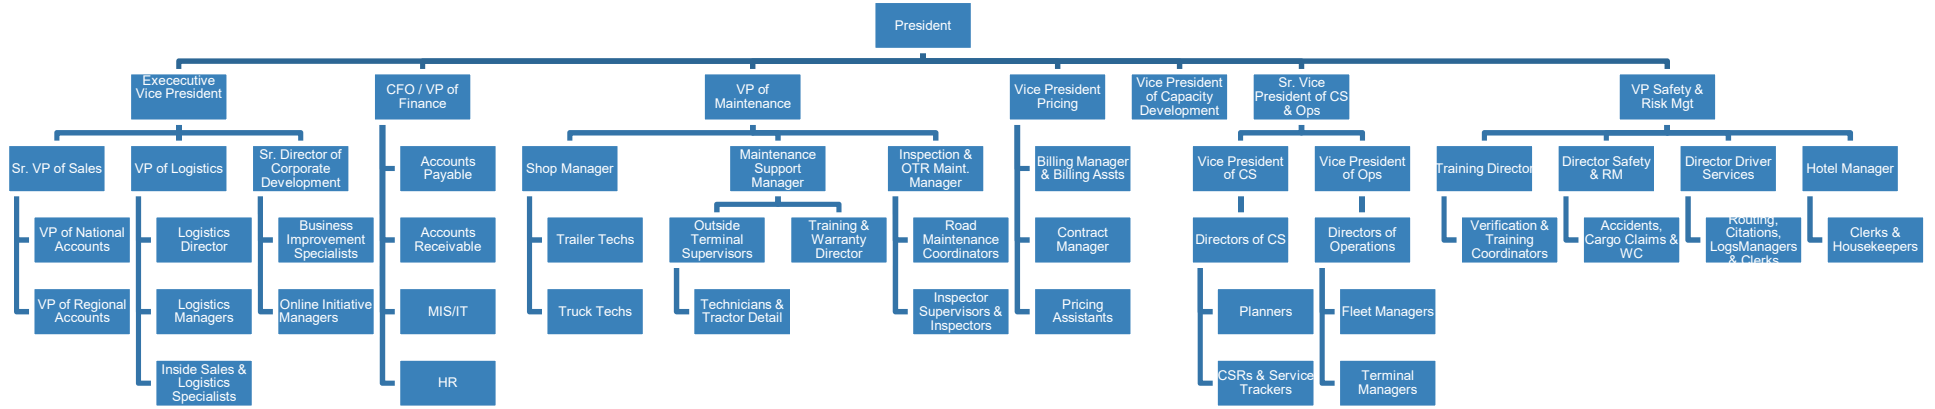 President
Exececutive
Vice President
CFO / VP of
Finance
VP of
Maintenance
Vice President
Pricing
Vice President
of Capacity
Development
Sr. Vice
President of CS
& Ops
VP Safety &
Risk Mgt
Sr. VP of Sales
VP of Logistics
Sr. Director of
Corporate
Development
Accounts
Payable
Shop Manager
Maintenance
Support
Manager
Inspection &
OTR Maint.
Manager
Billing Manager
& Billing Assts
Vice President
of CS
Vice President
of Ops
Training Director
Director Safety
& RM
Director Driver
Services
Hotel Manager
VP of National
Accounts
Logistics
Director
Business
Improvement
Specialists
Accounts
Receivable
Trailer Techs
Outside
Terminal
Supervisors
Training &
Warranty
Director
Road
Maintenance
Coordinators
Contract
Manager
Directors of CS
Directors of
Operations
Verification &
Training
Coordinators
Accidents,
Cargo Claims &
WC
Routing,
Citations,
LogsManagers
& Clerks
Clerks &
Housekeepers
VP of Regional
Accounts
Logistics
Managers
Online Initiative
Managers
MIS/IT
Truck Techs
Technicians &
Tractor Detail
Inspector
Supervisors &
Inspectors
Pricing
Assistants
Planners
Fleet Managers
Inside Sales &
Logistics
Specialists
HR
CSRs & Service
Trackers
Terminal
Managers